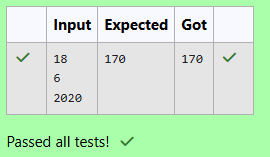 Input Expected Got
18 170 170
6
2020
Passed all tests!